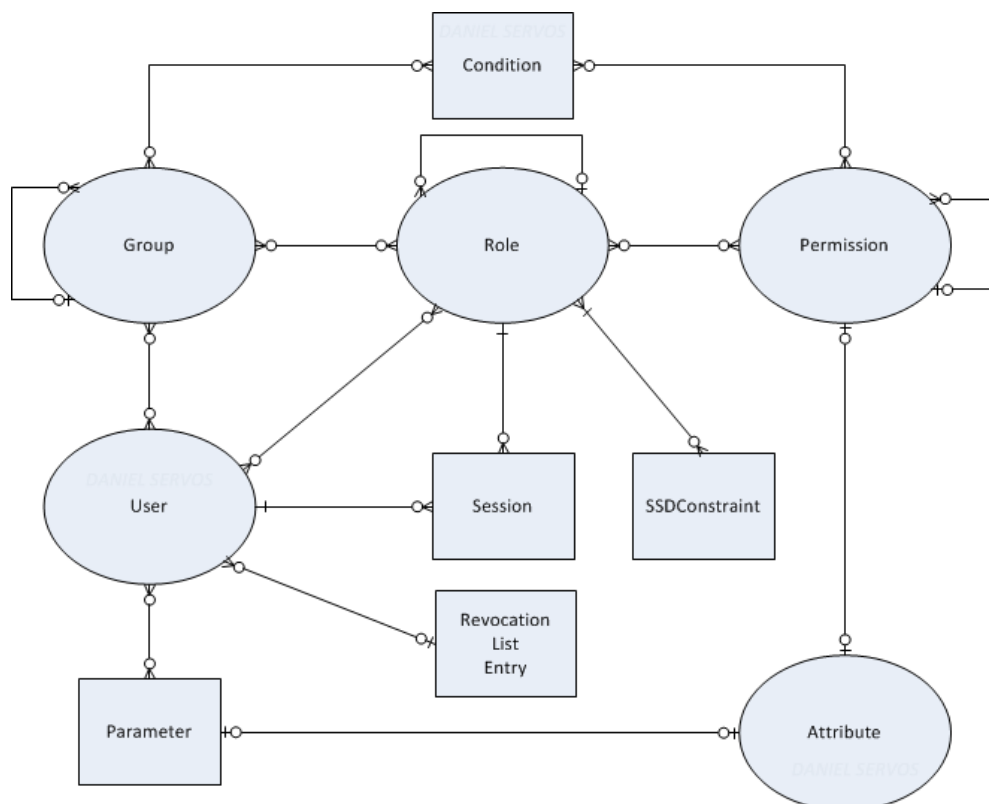 DANIEL SERVOS
Condition
Group
Role
Permission
DANIEL SERVOS
User
Session
SSDConstraint
Revocation
List
Entry
Parameter
Attribute
DANIEL SERVOS